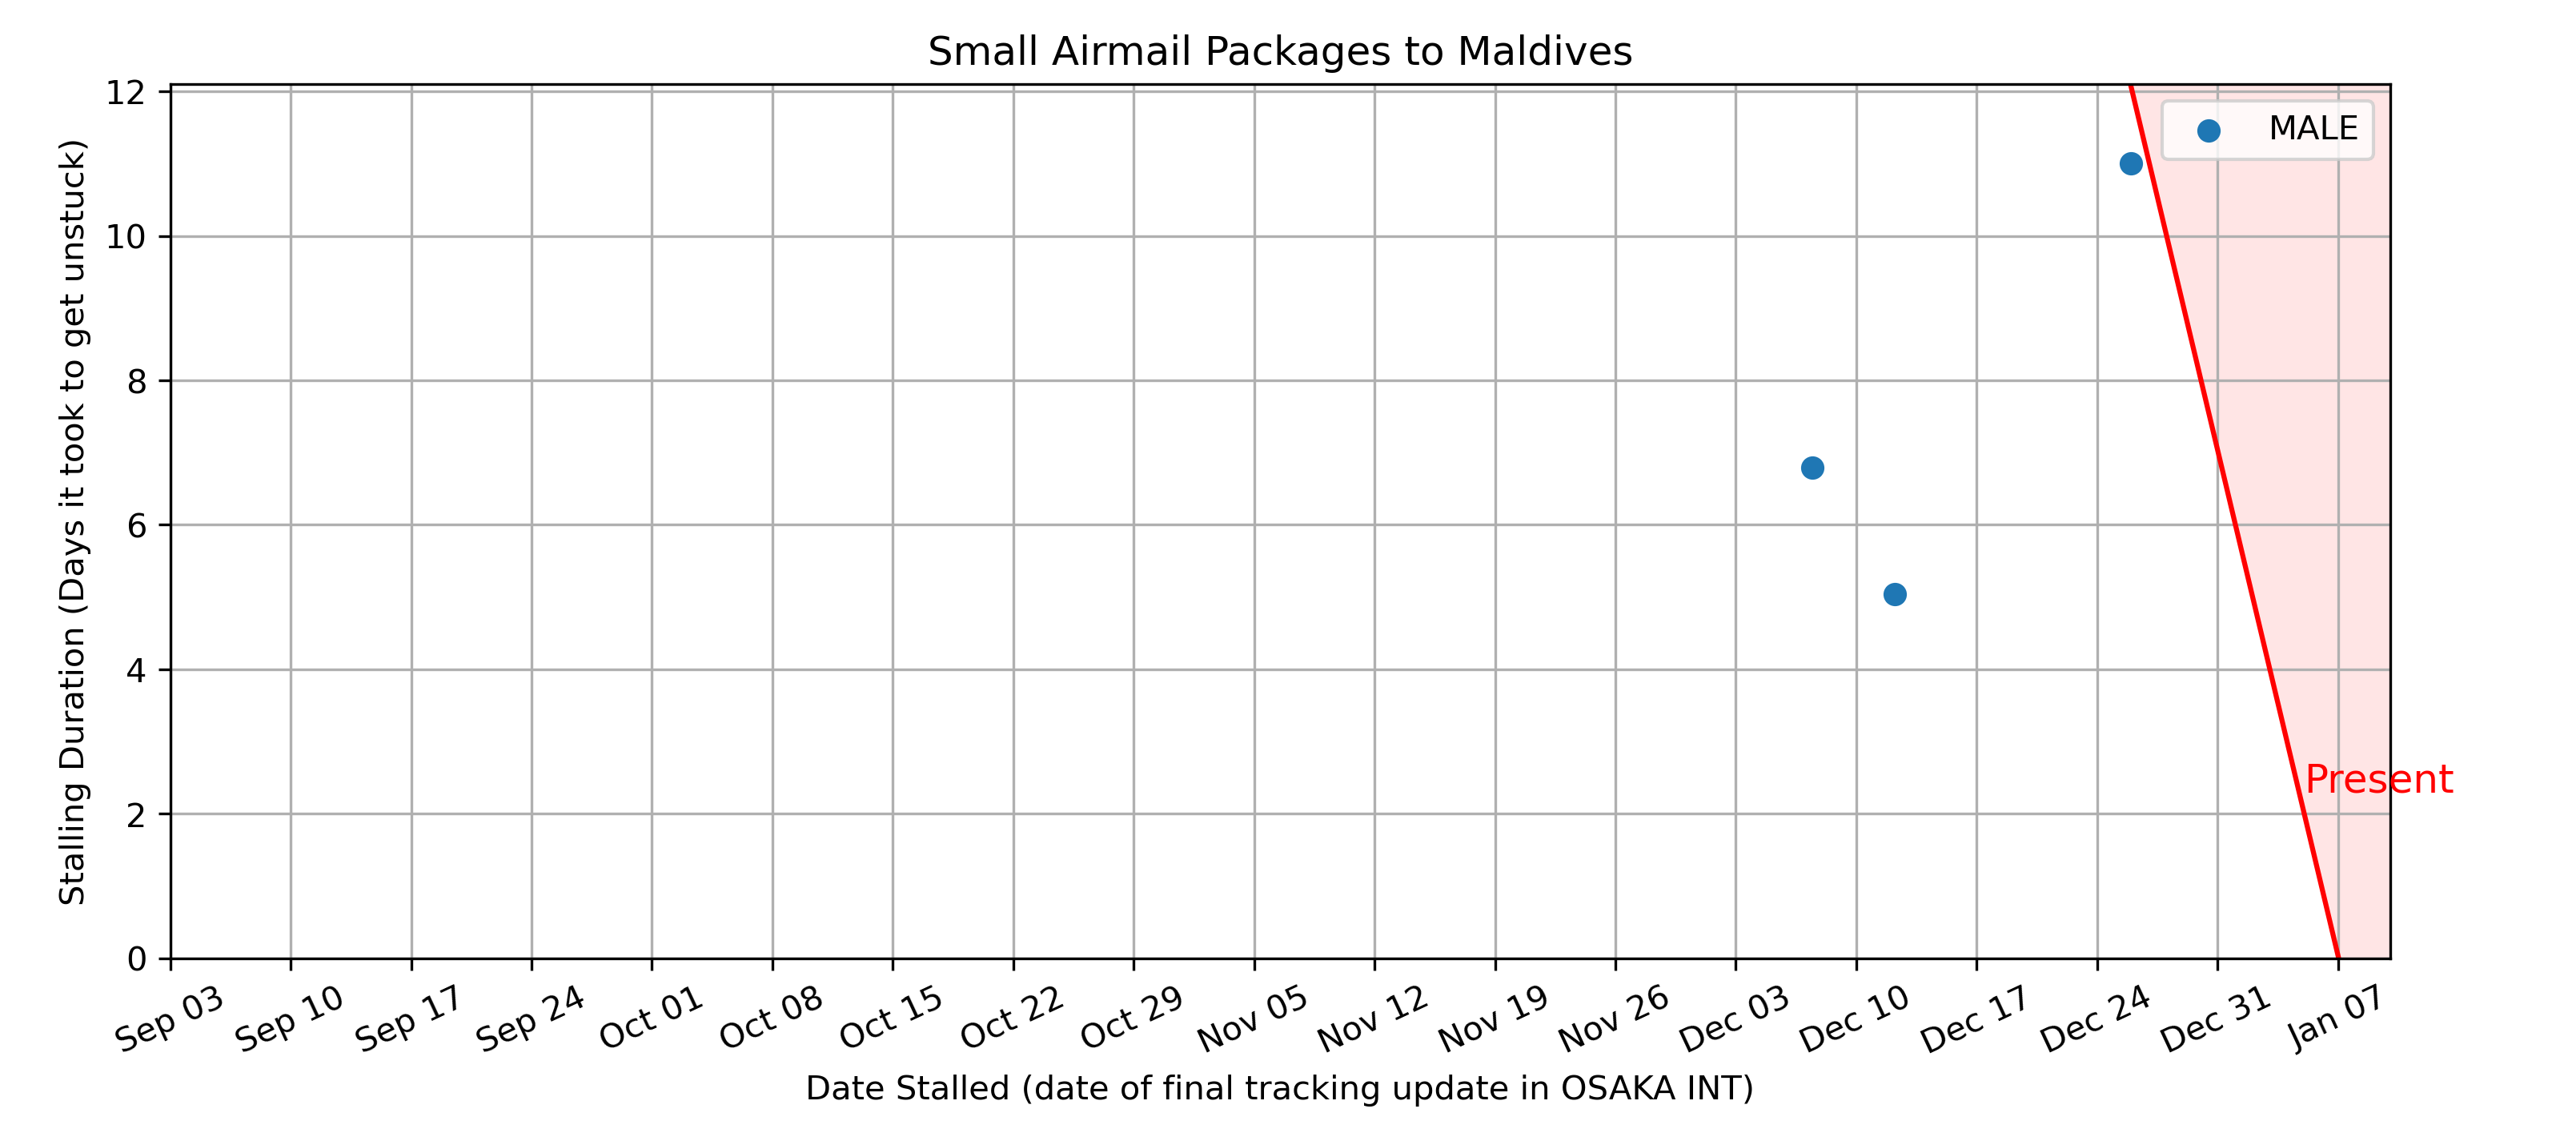 Small Airmail Packages to Maldives
MALE
Stalling Duration (Days it took to get unstuck)
12
10
8
6
4
2
0
Present
Sep 03 Sep 10 Sep 17 Sep 24 Oct 01 Oct 08 Oct 15 Oct 22 Oct 29 Nov 05 Nov 12 Nov 19 Nov 26 Dec 03 Dec 10 Dec 17 Dec 24 Dec 31 Jan 07
Date Stalled (date of final tracking update in OSAKA INT)